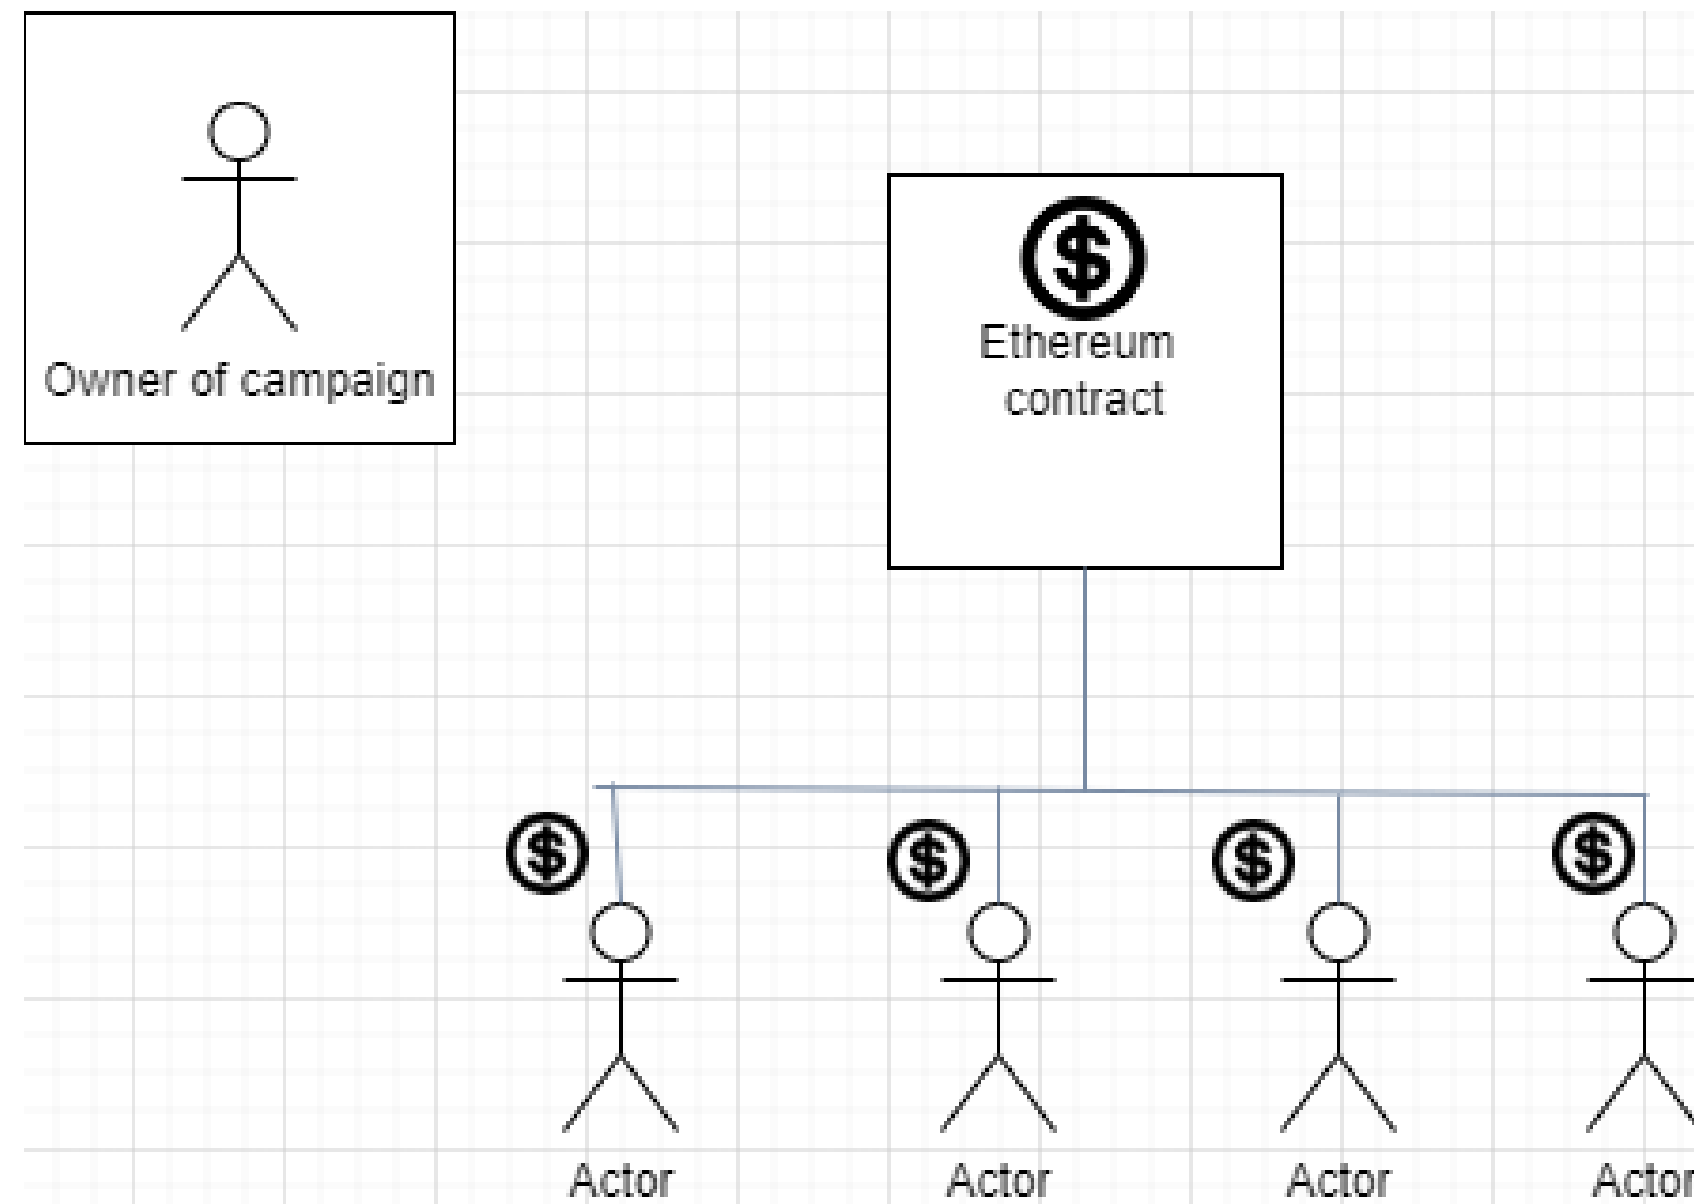 Owner of campaign
$
Ethereum
contract
$
$
$
$
Actor
Actor
Actor
Actor